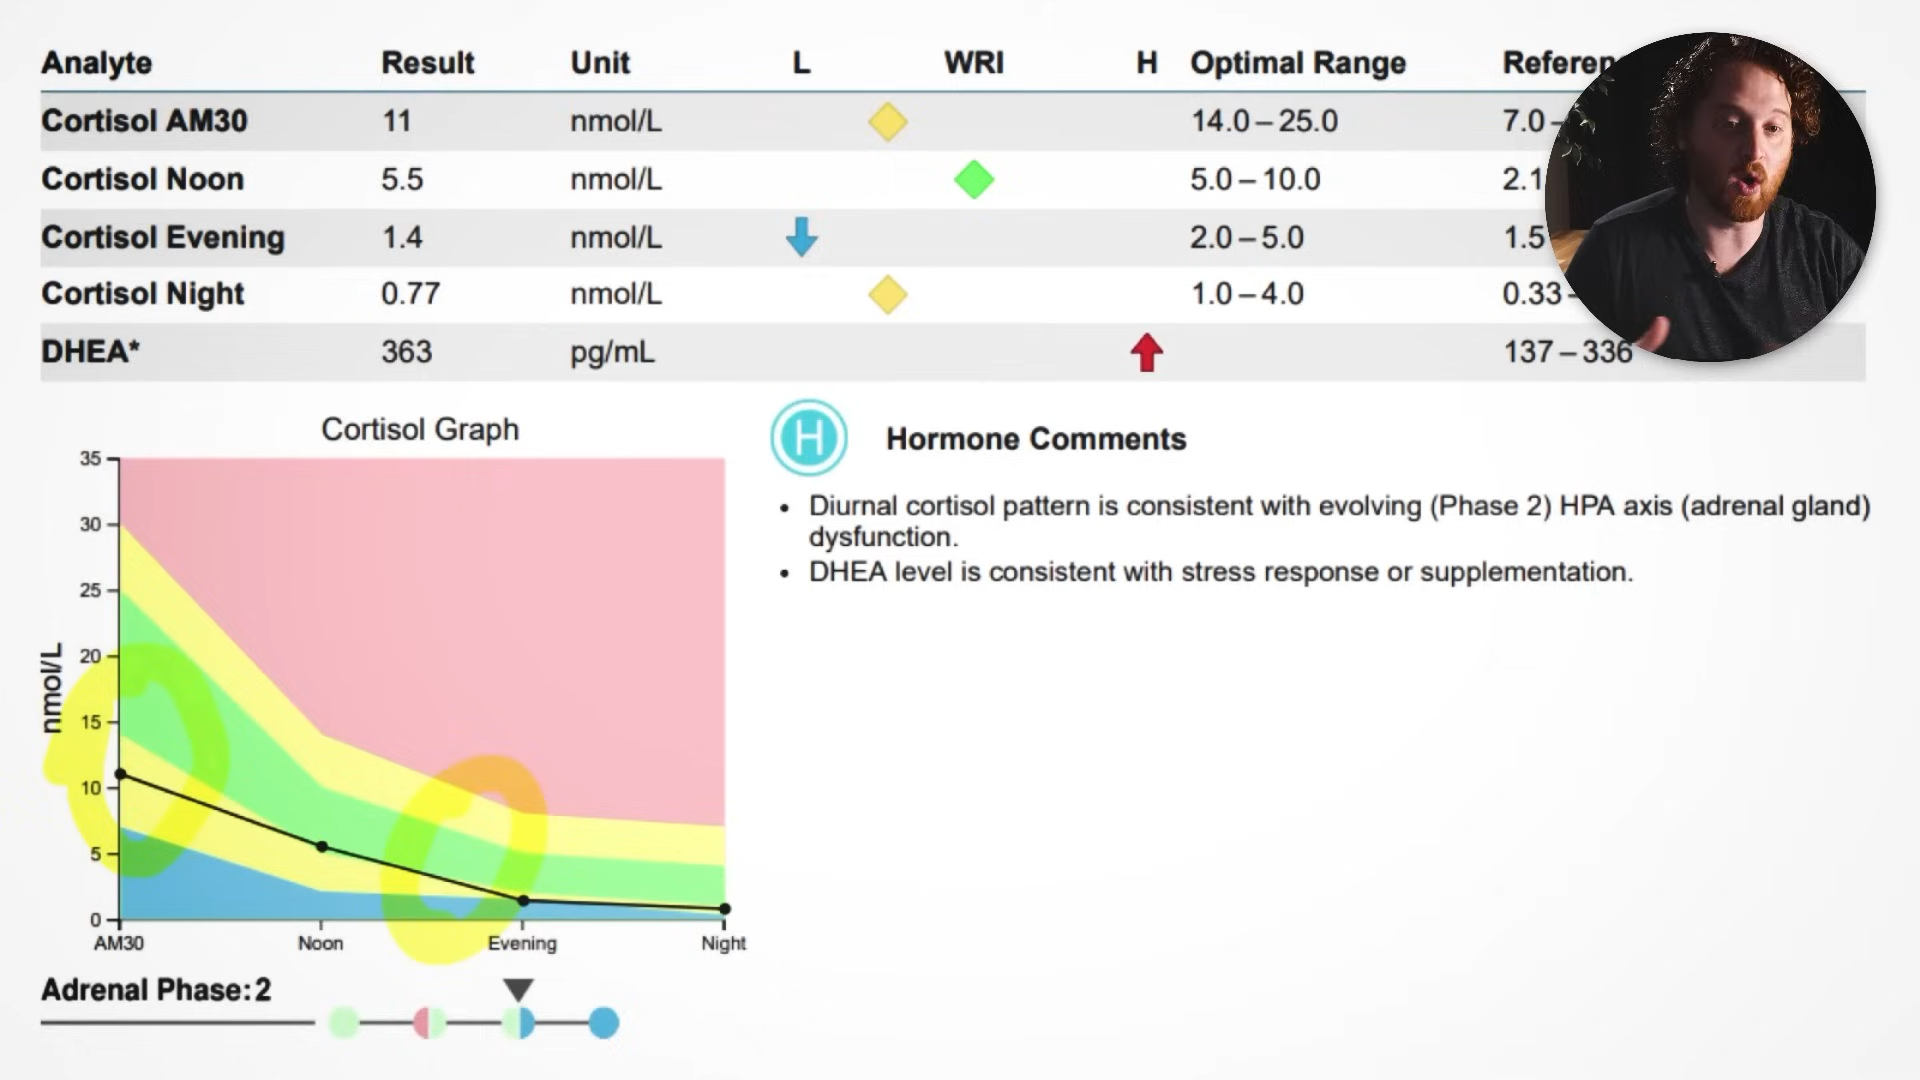 Analyte Result Unit L WRI H Optimal Range
Cortisol AM30 11 nmol/L 14.0 – 25.0 7.0 –
Cortisol Noon 5.5 nmol/L 5.0 – 10.0 2.1
Cortisol Evening 1.4 nmol/L 2.0 – 5.0 1.5
Cortisol Night 0.77 nmol/L 1.0 – 4.0 0.33 –
DHEA* 363 pg/mL 137 – 336
Cortisol Graph
35
30
25
20
15
10
5
0
nmol/L
AM30 Noon Evening Night
Adrenal Phase: 2
H Hormone Comments
• Diurnal cortisol pattern is consistent with evolving (Phase 2) HPA axis (adrenal gland)
dysfunction.
• DHEA level is consistent with stress response or supplementation.